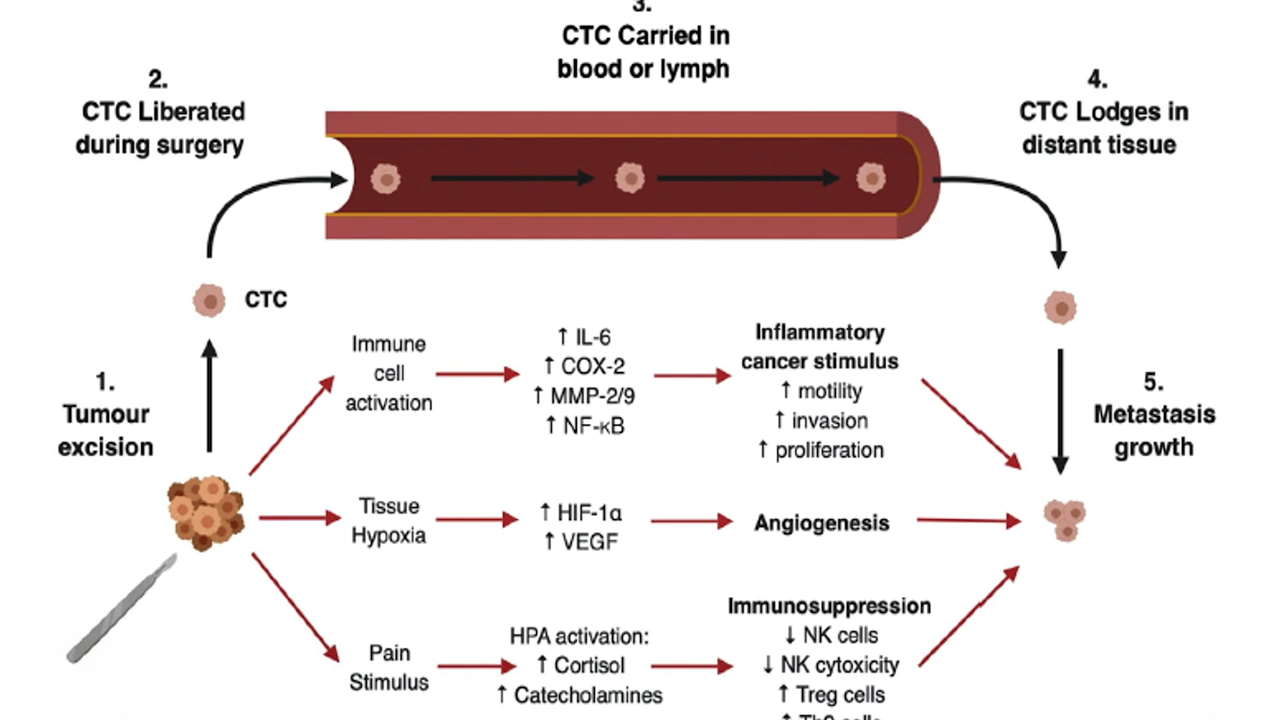 3.
CTC Carried in
blood or lymph
2.
CTC Liberated
during surgery
4.
CTC Lodges in
distant tissue
CTC
1.
Tumour
excision
Immune
cell
activation
↑ IL-6
↑ COX-2
↑ MMP-2/9
↑ NF-κB
Inflammatory
cancer stimulus
↑ motility
↑ invasion
↑ proliferation
5.
Metastasis
growth
Tissue
Hypoxia
↑ HIF-1α
↑ VEGF
Angiogenesis
Pain
Stimulus
HPA activation:
↑ Cortisol
↑ Catecholamines
Immunosuppression
↓ NK cells
↓ NK cytoxicity
↑ Treg cells